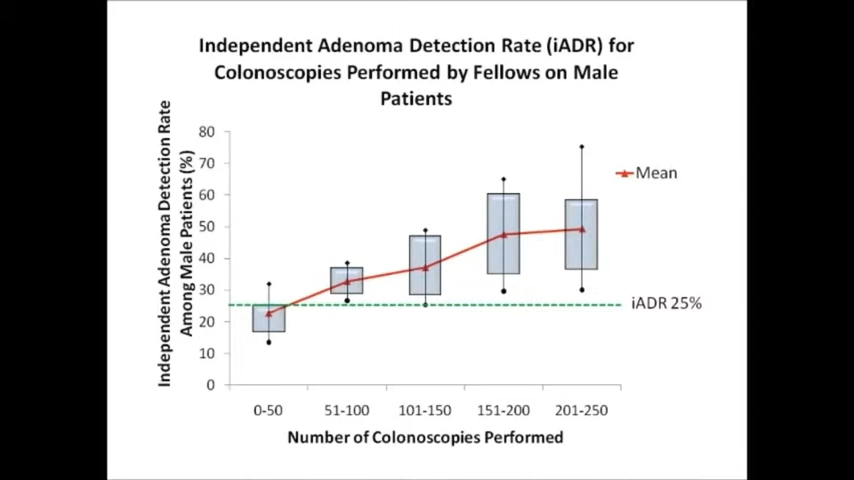 Independent Adenoma Detection Rate (iADR) for
Colonoscopies Performed by Fellows on Male
Patients
Independent Adenoma Detection Rate
Among Male Patients (%)
80
70
60
50
40
30
20
10
0
Mean
iADR 25%
0-50 51-100 101-150 151-200 201-250
Number of Colonoscopies Performed